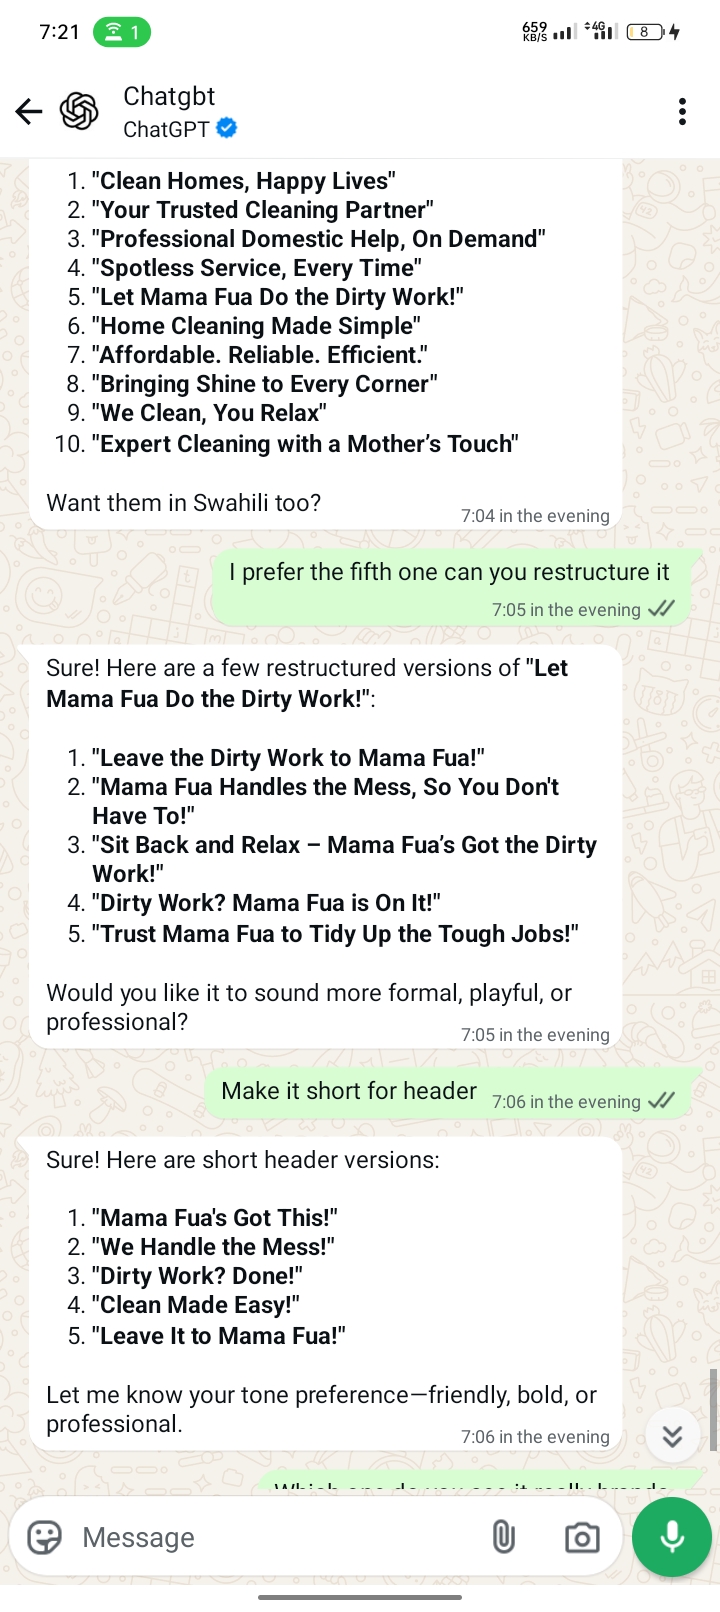 7:21 1 659 KB/S 4G 8
Chatgbt
ChatGPT
1. "Clean Homes, Happy Lives"
2. "Your Trusted Cleaning Partner"
3. "Professional Domestic Help, On Demand"
4. "Spotless Service, Every Time"
5. "Let Mama Fua Do the Dirty Work!"
6. "Home Cleaning Made Simple"
7. "Affordable. Reliable. Efficient."
8. "Bringing Shine to Every Corner"
9. "We Clean, You Relax"
10. "Expert Cleaning with a Mother’s Touch"
Want them in Swahili too?
7:04 in the evening
I prefer the fifth one can you restructure it
7:05 in the evening
Sure! Here are a few restructured versions of "Let
Mama Fua Do the Dirty Work!":
1. "Leave the Dirty Work to Mama Fua!"
2. "Mama Fua Handles the Mess, So You Don't
Have To!"
3. "Sit Back and Relax – Mama Fua’s Got the Dirty
Work!"
4. "Dirty Work? Mama Fua is On It!"
5. "Trust Mama Fua to Tidy Up the Tough Jobs!"
Would you like it to sound more formal, playful, or
professional?
7:05 in the evening
Make it short for header 7:06 in the evening
Sure! Here are short header versions:
1. "Mama Fua's Got This!"
2. "We Handle the Mess!"
3. "Dirty Work? Done!"
4. "Clean Made Easy!"
5. "Leave It to Mama Fua!"
Let me know your tone preference—friendly, bold, or
professional.
7:06 in the evening
Which one do you see it really
Message